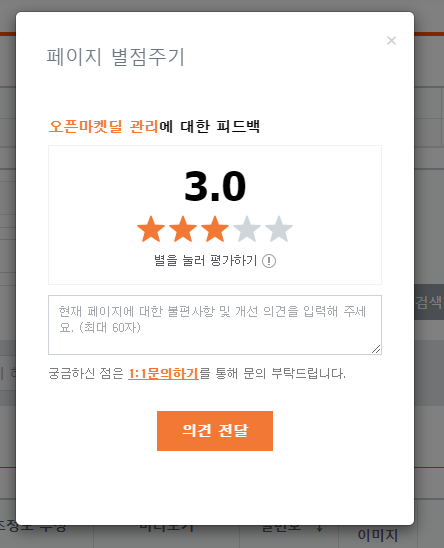 ×
페이지 별점주기
오픈마켓딜 관리에 대한 피드백
3.0
별을 눌러 평가하기 !
현재 페이지에 대한 불편사항 및 개선 의견을 입력해 주세
요. (최대 60자)
검색
궁금하신 점은 1:1문의하기를 통해 문의 부탁드립니다.
의견 전달
이미지